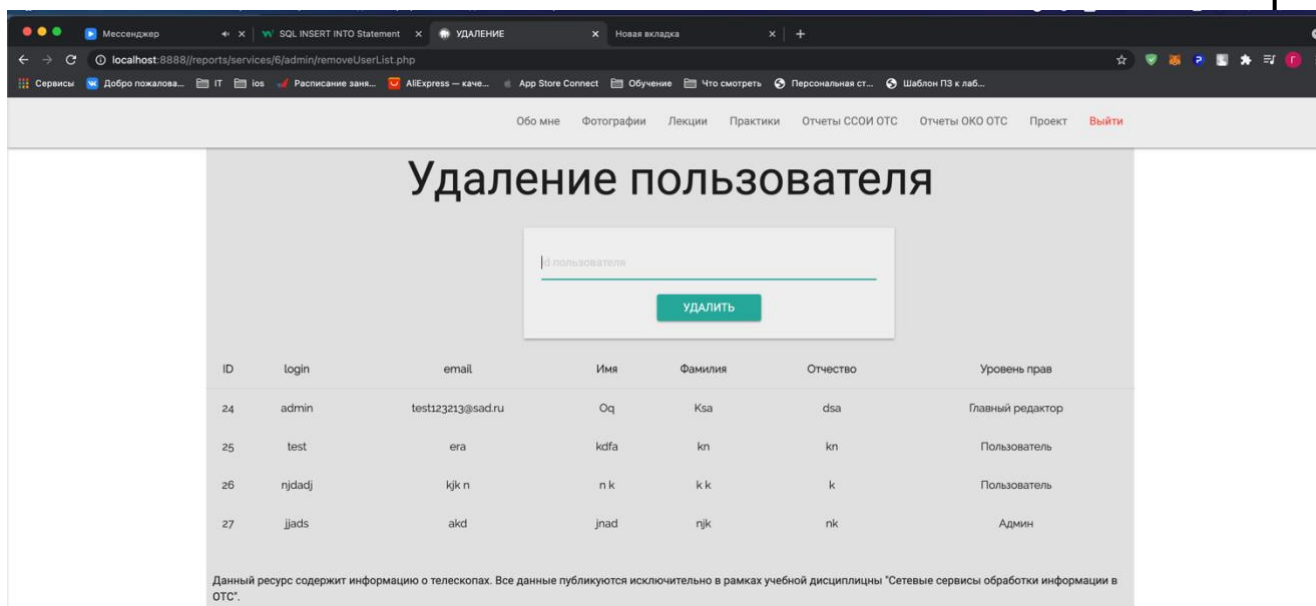 Мессенджер
SQL INSERT INTO Statement
УДАЛЕНИЕ
Новая вкладка
localhost:8888//reports/services/6/admin/removeUserList.php
Г
Сервисы Добро пожалова... IT ios Расписание заня... AliExpress — каче... App Store Connect Обучение Что смотреть Персональная ст... Шаблон ПЗ к лаб...
Обо мне Фотографии Лекции Практики Отчеты ССОИ ОТС Отчеты ОКО ОТС Проект Выйти
Удаление пользователя
id пользователя
УДАЛИТЬ
ID login email Имя Фамилия Отчество Уровень прав
24 admin test123213@sad.ru Oq Ksa dsa Главный редактор
25 test era kdfa kn kn Пользователь
26 njdadj kjk n n k k k k Пользователь
27 jjads akd jnad njk nk Админ
Данный ресурс содержит информацию о телескопах. Все данные публикуются исключительно в рамках учебной дисциплицны "Сетевые сервисы обработки информации в
ОТС".